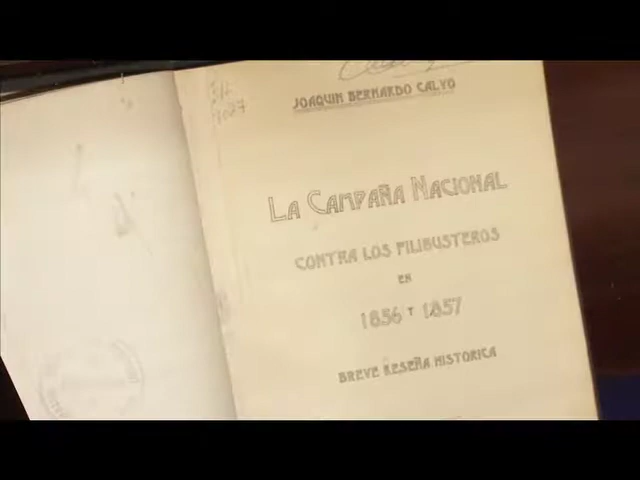 JOAQUIN BERNARDO CALVO
LA CAMPAÑA NACIONAL
CONTRA LOS FILIBUSTEROS
EN
1856 Y 1857
BREVE RESEÑA HISTORICA